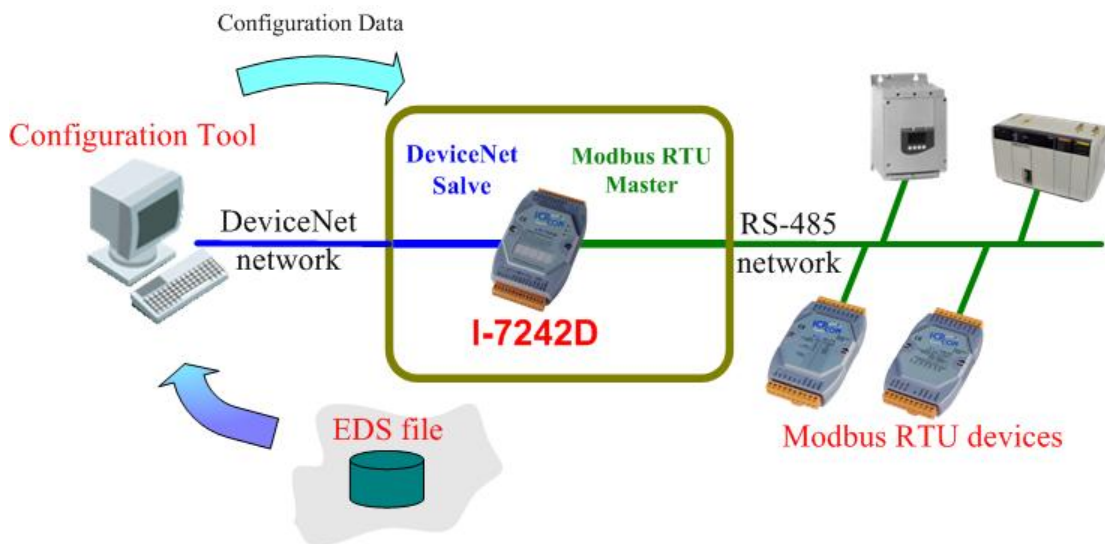 Configuration Data
Configuration Tool
DeviceNet
Salve
Modbus RTU
Master
DeviceNet
network
RS-485
network
I-7242D
EDS file
Modbus RTU devices